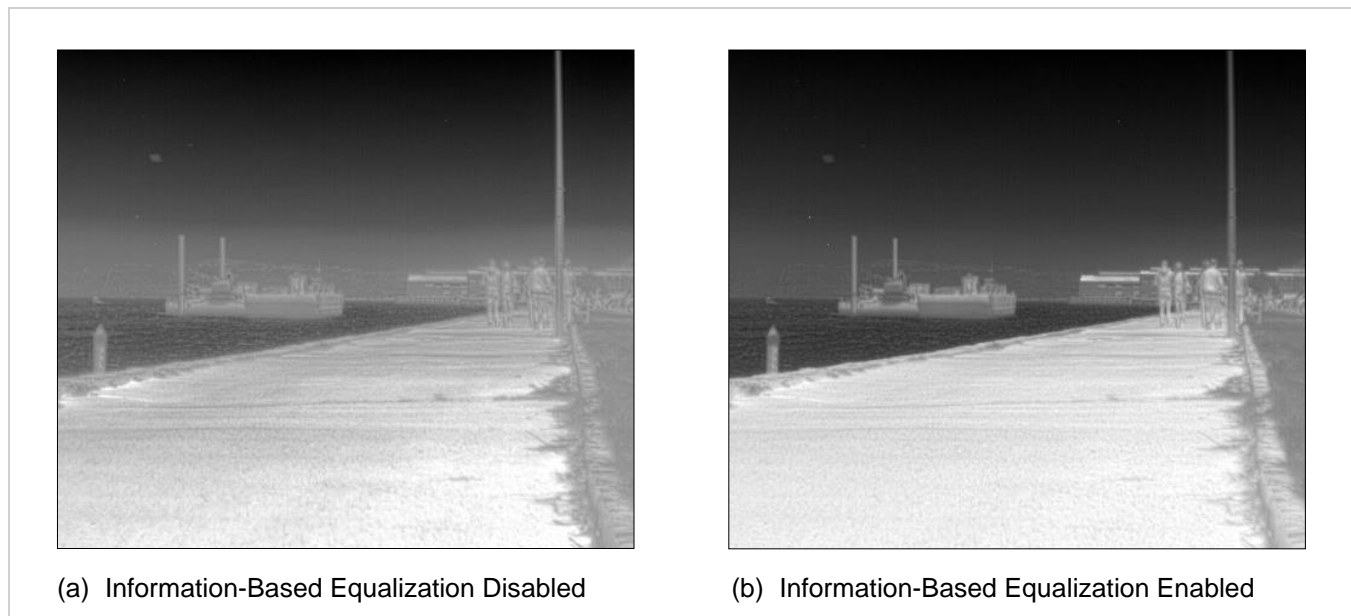 (a) Information-Based Equalization Disabled
(b) Information-Based Equalization Enabled